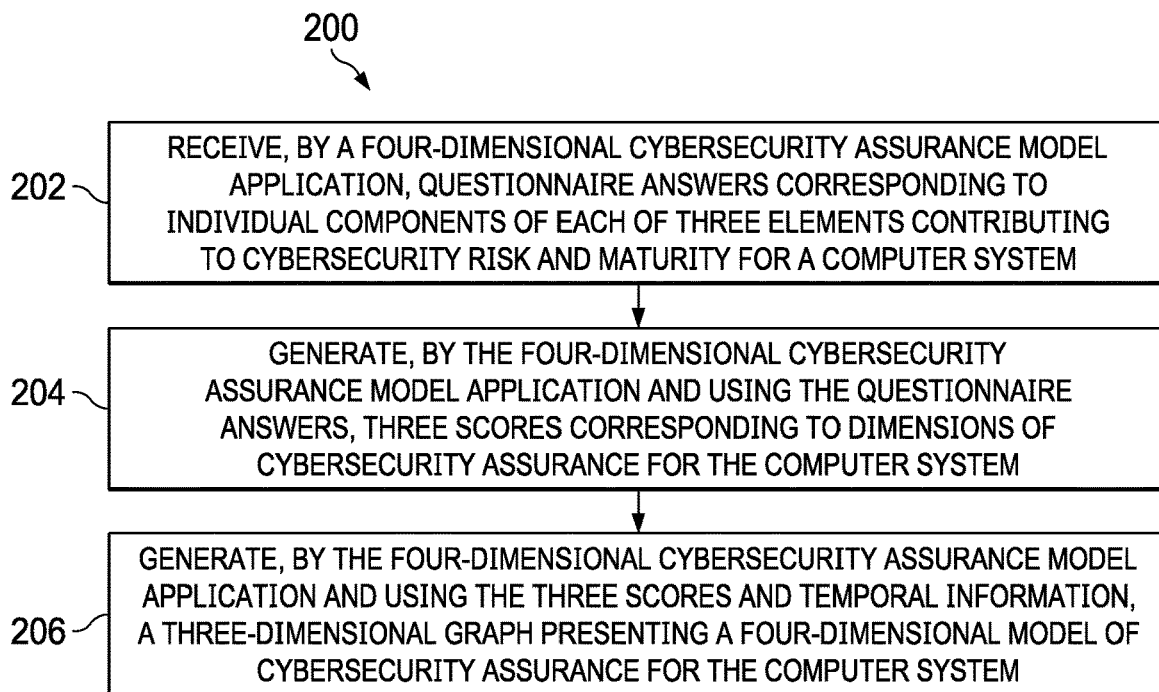 200
202
RECEIVE, BY A FOUR-DIMENSIONAL CYBERSECURITY ASSURANCE MODEL
APPLICATION, QUESTIONNAIRE ANSWERS CORRESPONDING TO
INDIVIDUAL COMPONENTS OF EACH OF THREE ELEMENTS CONTRIBUTING
TO CYBERSECURITY RISK AND MATURITY FOR A COMPUTER SYSTEM
204
GENERATE, BY THE FOUR-DIMENSIONAL CYBERSECURITY
ASSURANCE MODEL APPLICATION AND USING THE QUESTIONNAIRE
ANSWERS, THREE SCORES CORRESPONDING TO DIMENSIONS OF
CYBERSECURITY ASSURANCE FOR THE COMPUTER SYSTEM
206
GENERATE, BY THE FOUR-DIMENSIONAL CYBERSECURITY ASSURANCE MODEL
APPLICATION AND USING THE THREE SCORES AND TEMPORAL INFORMATION,
A THREE-DIMENSIONAL GRAPH PRESENTING A FOUR-DIMENSIONAL MODEL OF
CYBERSECURITY ASSURANCE FOR THE COMPUTER SYSTEM